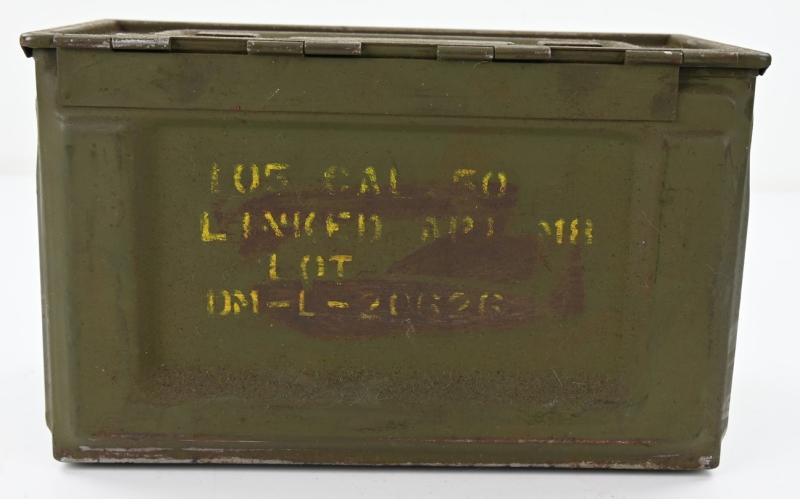 105 CAL .50
LINKED API M8
LOT
DM-L-20626